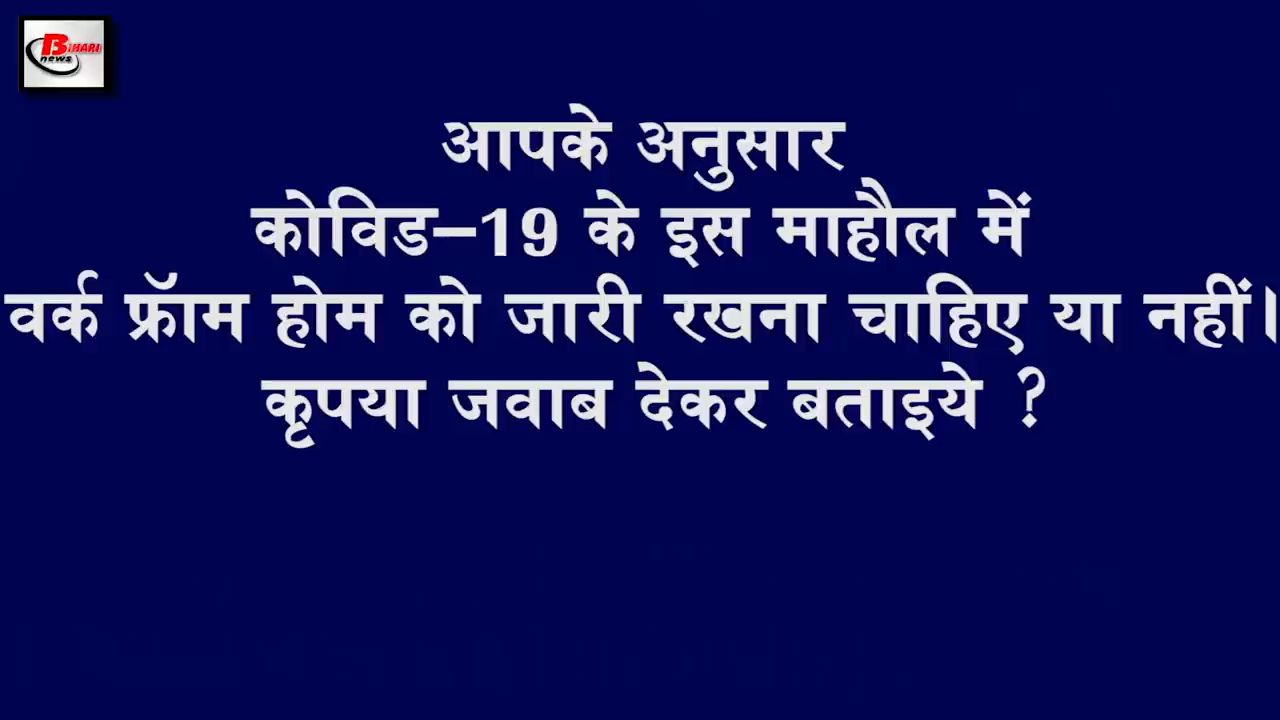 BIHARI
news
आपके अनुसार
कोविड–19 के इस माहौल में
वर्क फ्रॉम होम को जारी रखना चाहिए या नहीं।
कृपया जवाब देकर बताइये ?